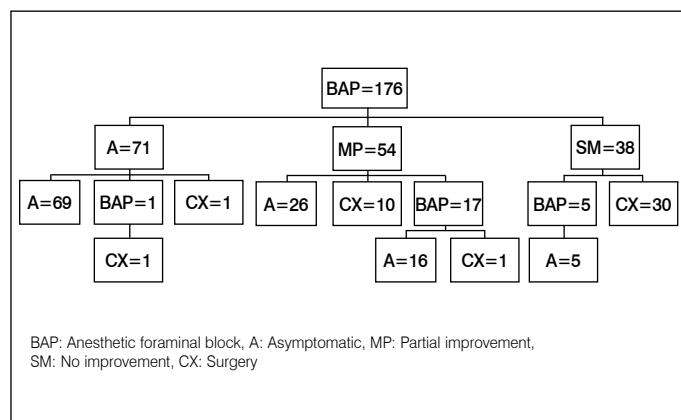 BAP=176
A=71
MP=54
SM=38
A=69
BAP=1
CX=1
A=26
CX=10
BAP=17
BAP=5
CX=30
CX=1
A=16
CX=1
A=5
BAP: Anesthetic foraminal block, A: Asymptomatic, MP: Partial improvement,
SM: No improvement, CX: Surgery